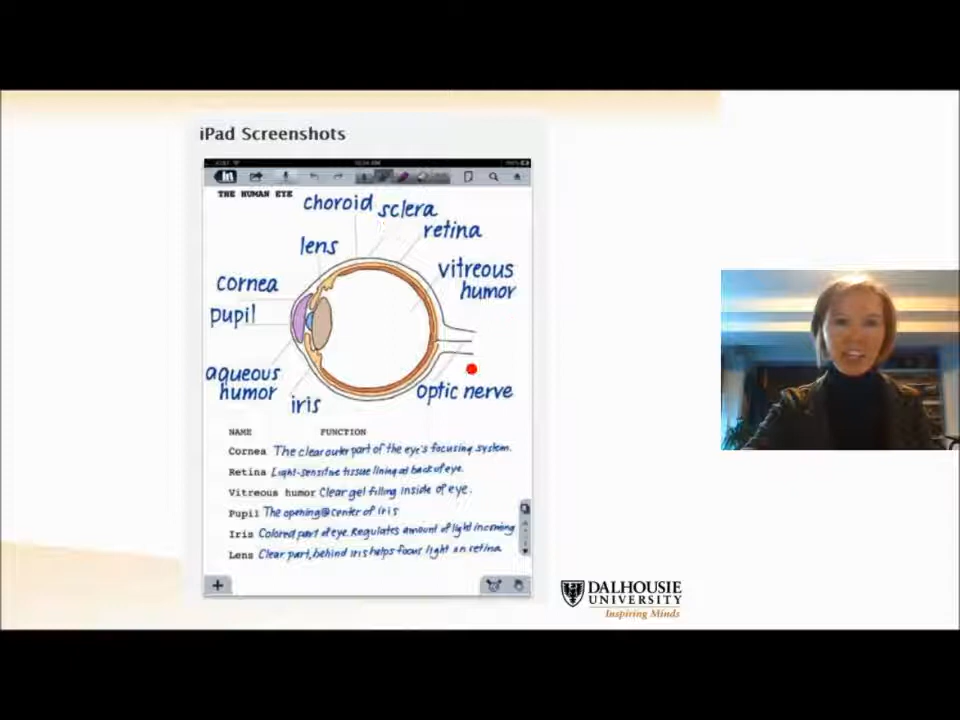 iPad Screenshots
THE HUMAN EYE
choroid
sclera
retina
lens
vitreous
humor
cornea
pupil
aqueous
humor
iris
optic nerve
NAME FUNCTION
Cornea The clear outer part of the eye's focusing system.
Retina Light-sensitive tissue lining at back of eye.
Vitreous humor Clear gel filling inside of eye.
Pupil The opening @ center of iris
Iris Colored part of eye. Regulates amount of light incoming
Lens Clear part, behind iris helps focus light on retina
DALHOUSIE
UNIVERSITY
Inspiring Minds